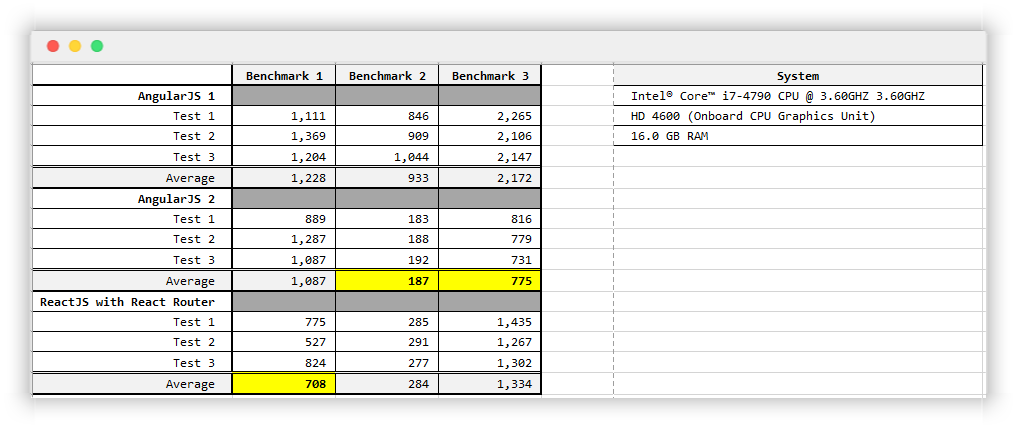 Benchmark 1 Benchmark 2 Benchmark 3 System
AngularJS 1 Intel® Core™ i7-4790 CPU @ 3.60GHZ 3.60GHZ
Test 1 1,111 846 2,265 HD 4600 (Onboard CPU Graphics Unit)
Test 2 1,369 909 2,106 16.0 GB RAM
Test 3 1,204 1,044 2,147
Average 1,228 933 2,172
AngularJS 2
Test 1 889 183 816
Test 2 1,287 188 779
Test 3 1,087 192 731
Average 1,087 187 775
ReactJS with React Router
Test 1 775 285 1,435
Test 2 527 291 1,267
Test 3 824 277 1,302
Average 708 284 1,334